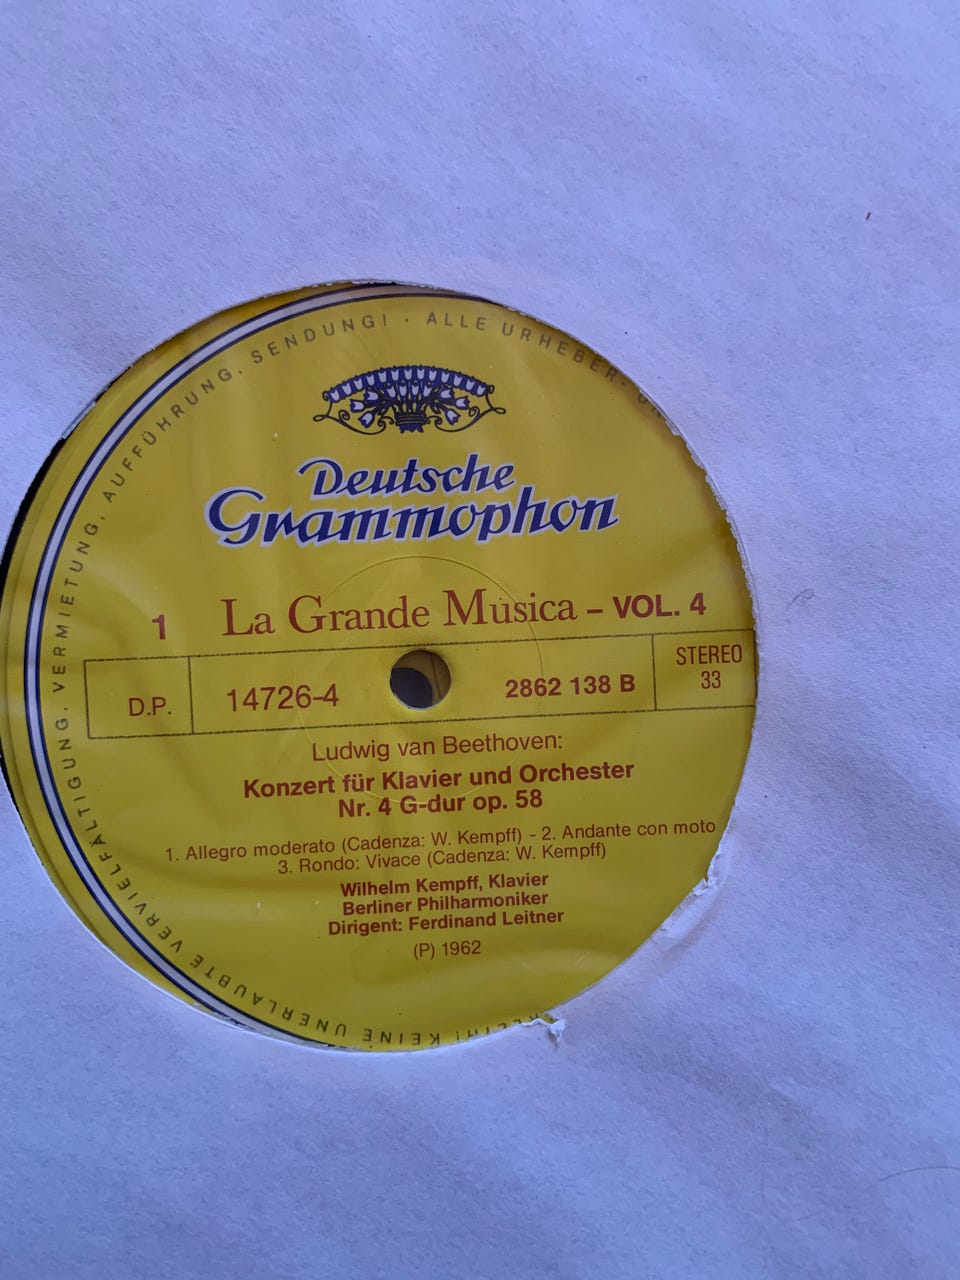 VERVIELFÄLTIGUNG, VERMIETUNG, AUFFÜHRUNG, SENDUNG! · ALLE URHEBER-
KEINE UNERLAUBTE
Deutsche
Grammophon
1 La Grande Musica – VOL. 4
D.P. 14726-4 2862 138 B STEREO
33
Ludwig van Beethoven:
Konzert für Klavier und Orchester
Nr. 4 G-dur op. 58
1. Allegro moderato (Cadenza: W. Kempff) - 2. Andante con moto
3. Rondo: Vivace (Cadenza: W. Kempff)
Wilhelm Kempff, Klavier
Berliner Philharmoniker
Dirigent: Ferdinand Leitner
(P) 1962